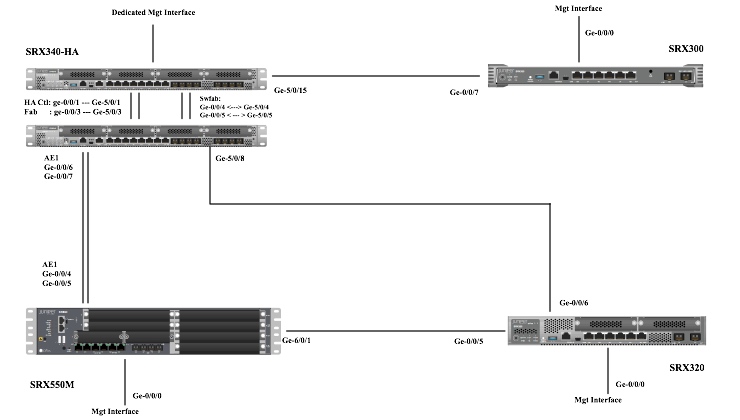 Dedicated Mgt Interface
Mgt Interface
Ge-0/0/0
SRX340-HA
SRX300
Ge-5/0/15
Ge-0/0/7
HA Ctl: ge-0/0/1 --- Ge-5/0/1
Fab : ge-0/0/3 --- Ge-5/0/3
Swfab:
Ge-0/0/4 <---> Ge-5/0/4
Ge-0/0/5 < --- > Ge-5/0/5
AE1
Ge-0/0/6
Ge-0/0/7
Ge-5/0/8
AE1
Ge-0/0/4
Ge-0/0/5
Ge-0/0/6
Ge-6/0/1
Ge-0/0/5
SRX320
SRX550M
Ge-0/0/0
Mgt Interface
Ge-0/0/0
Mgt Interface